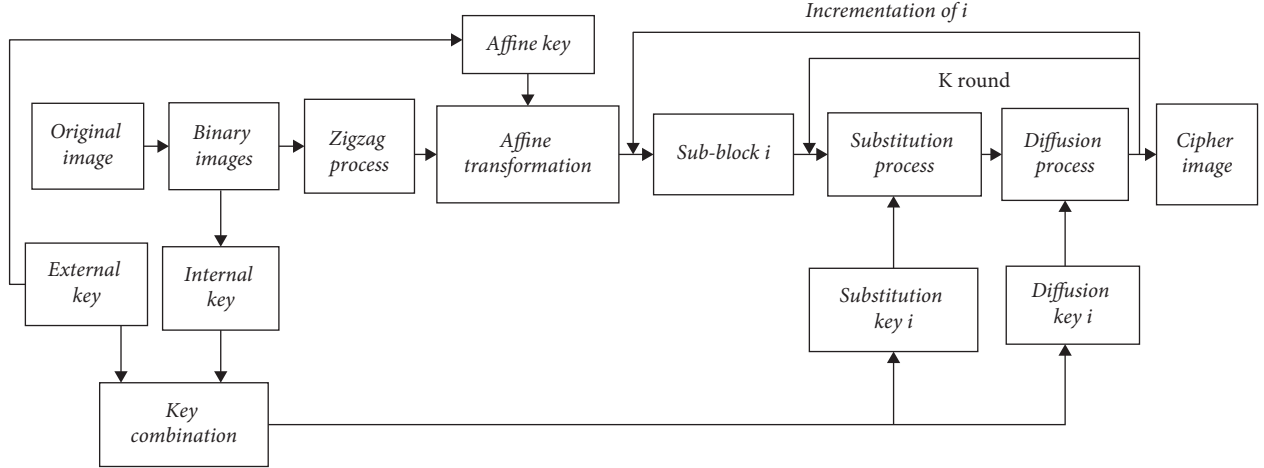 Incrementation of i
Affine key
K round
Original
image
Binary
images
Zigzag
process
Affine
transformation
Sub-block i
Substitution
process
Diffusion
process
Cipher
image
External
key
Internal
key
Substitution
key i
Diffusion
key i
Key
combination